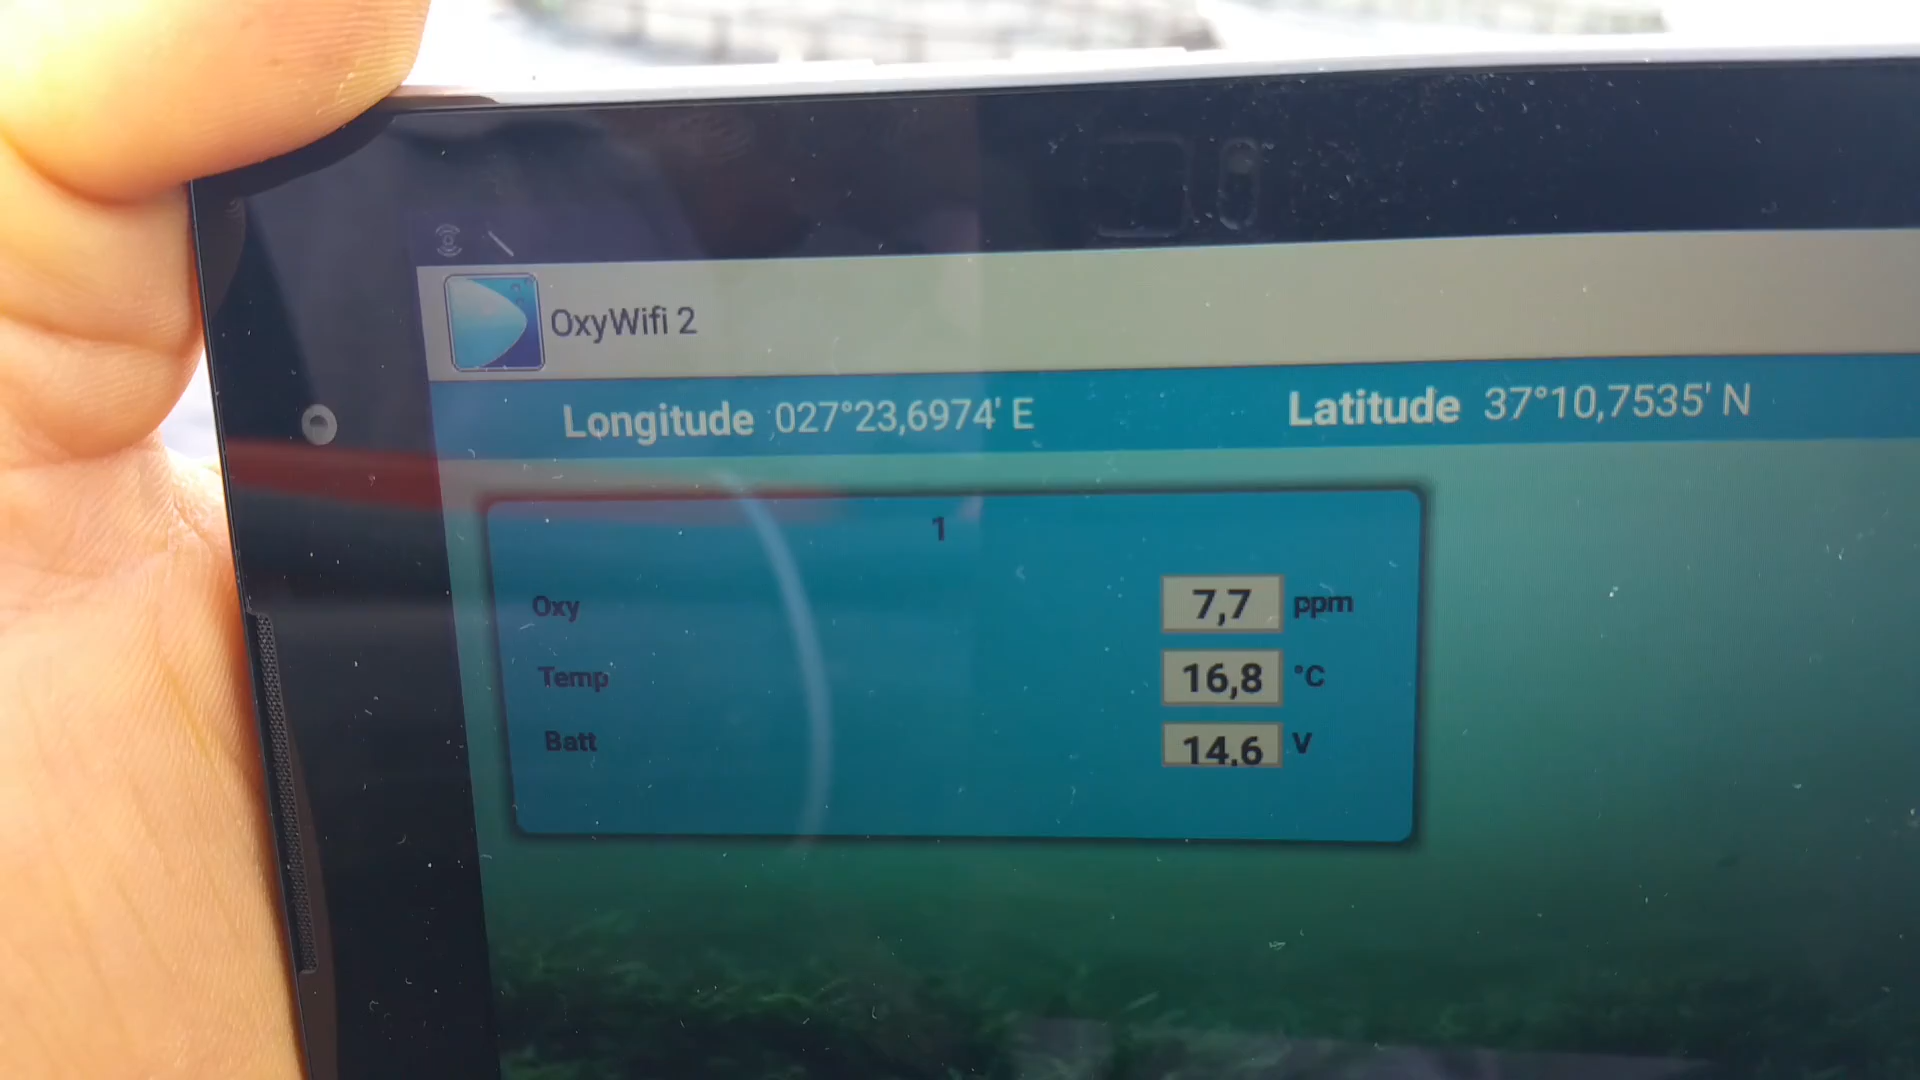 OxyWifi 2
Longitude 027°23,6974' E Latitude 37°10,7535' N
1
Oxy 7,7 ppm
Temp 16,8 °C
Batt 14,6 V